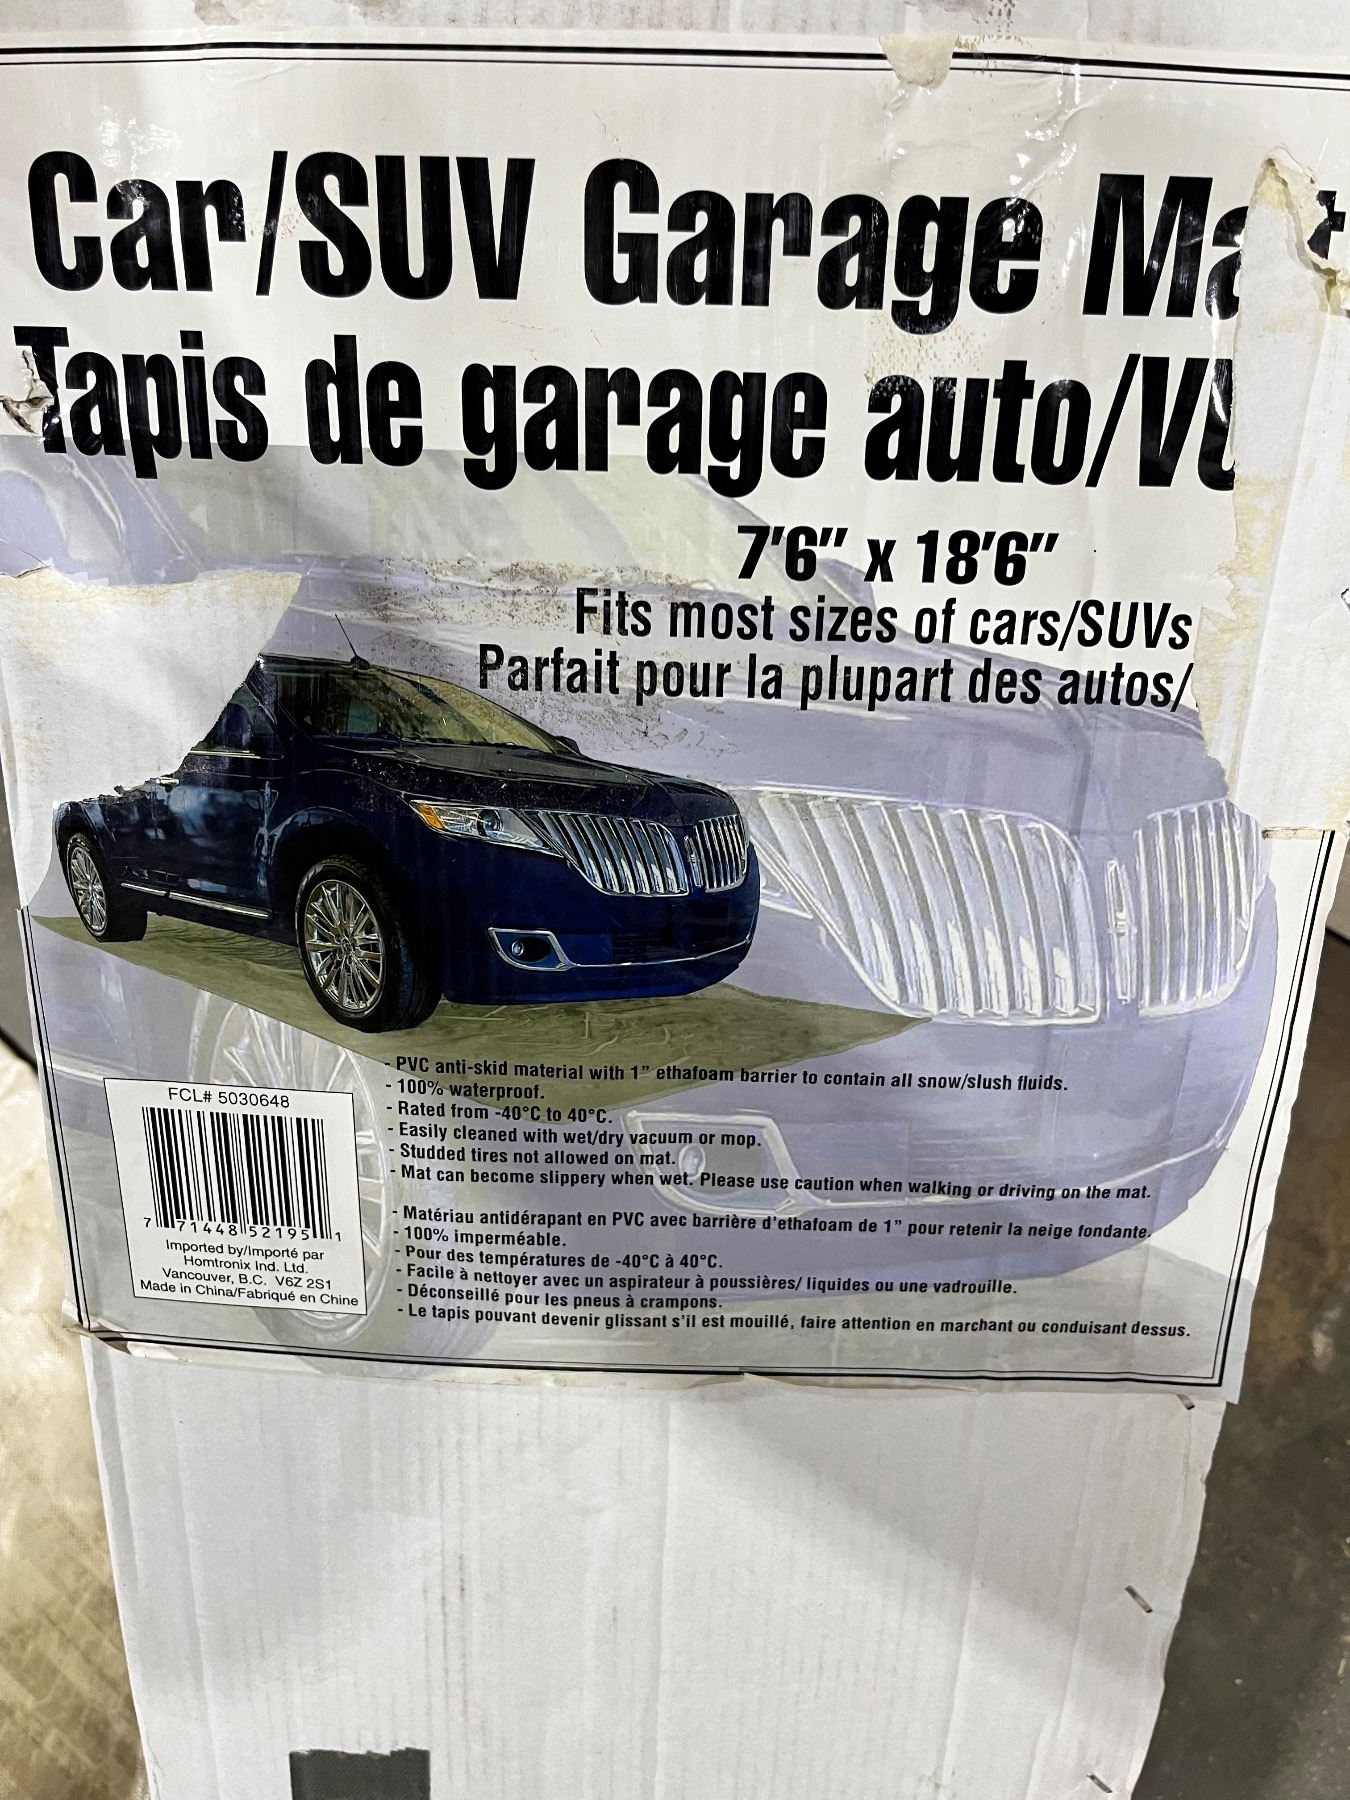 Car/SUV Garage Mat
Tapis de garage auto/VU
7'6" x 18'6"
Fits most sizes of cars/SUVs
Parfait pour la plupart des autos/
- PVC anti-skid material with 1" ethafoam barrier to contain all snow/slush fluids.
- 100% waterproof.
- Rated from -40°C to 40°C.
- Easily cleaned with wet/dry vacuum or mop.
- Studded tires not allowed on mat.
- Mat can become slippery when wet. Please use caution when walking or driving on the mat.
- Matériau antidérapant en PVC avec barrière d'ethafoam de 1" pour retenir la neige fondante.
- 100% imperméable.
- Pour des températures de -40°C à 40°C.
- Facile à nettoyer avec un aspirateur à poussières/ liquides ou une vadrouille.
- Déconseillé pour les pneus à crampons.
- Le tapis pouvant devenir glissant s'il est mouillé, faire attention en marchant ou conduisant dessus.
FCL# 5030648
7 71448 52195 1
Imported by/Importé par
Homtronix Ind. Ltd.
Vancouver, B.C. V6Z 2S1
Made in China/Fabriqué en Chine